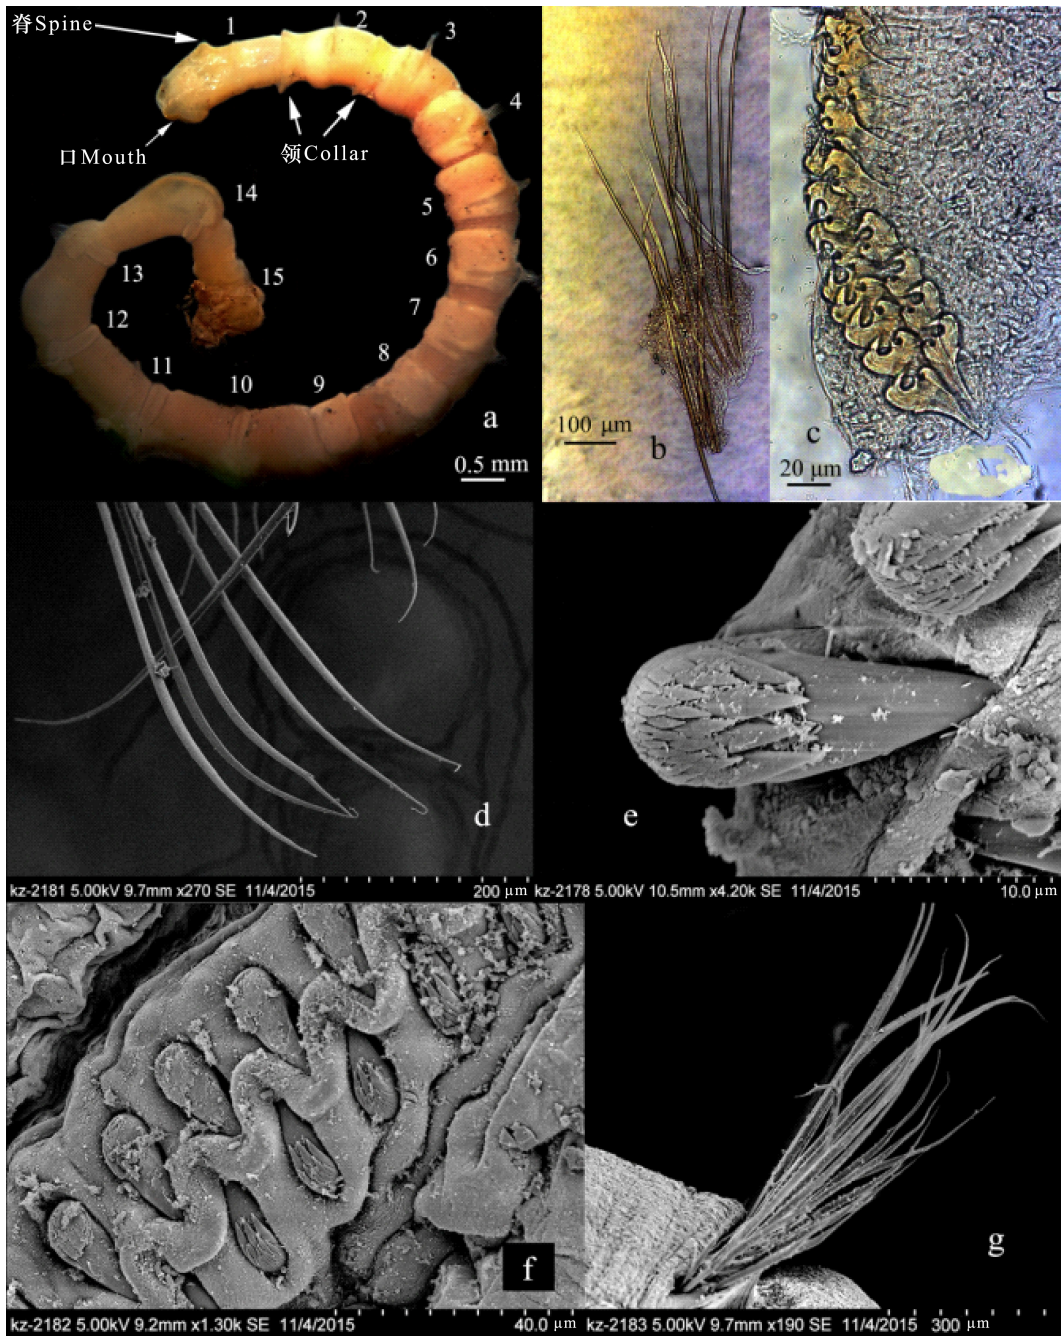 脊Spine
1
2
3
4
口Mouth
领Collar
14
5
13
15
6
12
7
11
8
10
9
a
0.5 mm
100 μm
b
c
20 μm
d
kz-2181 5.00kV 9.7mm x270 SE 11/4/2015 200 μm
e
kz-2178 5.00kV 10.5mm x4.20k SE 11/4/2015 10.0 μm
f
kz-2182 5.00kV 9.2mm x1.30k SE 11/4/2015 40.0 μm
g
kz-2183 5.00kV 9.7mm x190 SE 11/4/2015 300 μm